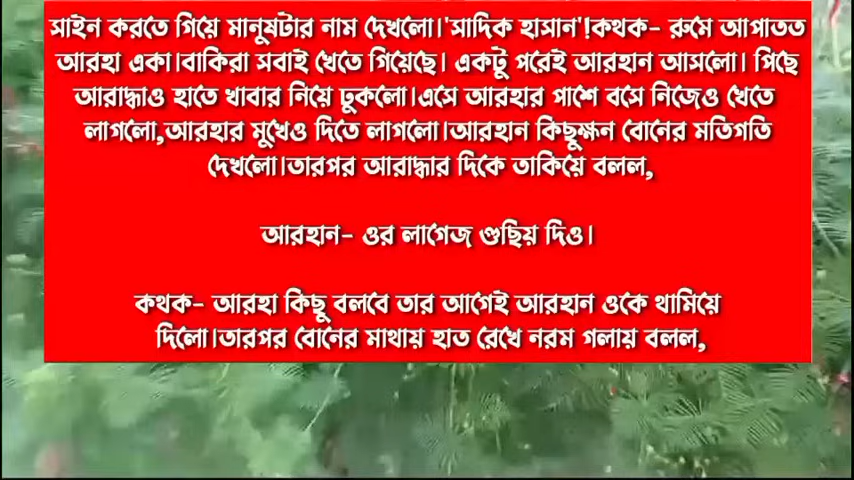 সাইন করতে গিয়ে মানুষটার নাম দেখলো।'সাদিক হাসান'!কথক- রুমে আপাতত
আরহা একা।বাকিরা সবাই খেতে গিয়েছে। একটু পরেই আরহান আসলো। পিছে
আরাদ্ধাও হাতে খাবার নিয়ে ঢুকলো।এসে আরহার পাশে বসে নিজেও খেতে
লাগলো,আরহার মুখেও দিতে লাগলো।আরহান কিছুক্ষন বোনের মতিগতি
দেখলো।তারপর আরাদ্ধার দিকে তাকিয়ে বলল,
আরহান- ওর লাগেজ গুছিয় দিও।
কথক- আরহা কিছু বলবে তার আগেই আরহান ওকে থামিয়ে
দিলো।তারপর বোনের মাথায় হাত রেখে নরম গলায় বলল,